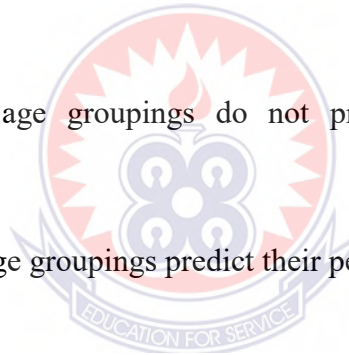 age groupings do not pr
ge groupings predict their pe
EDUCATION FOR SERVICE